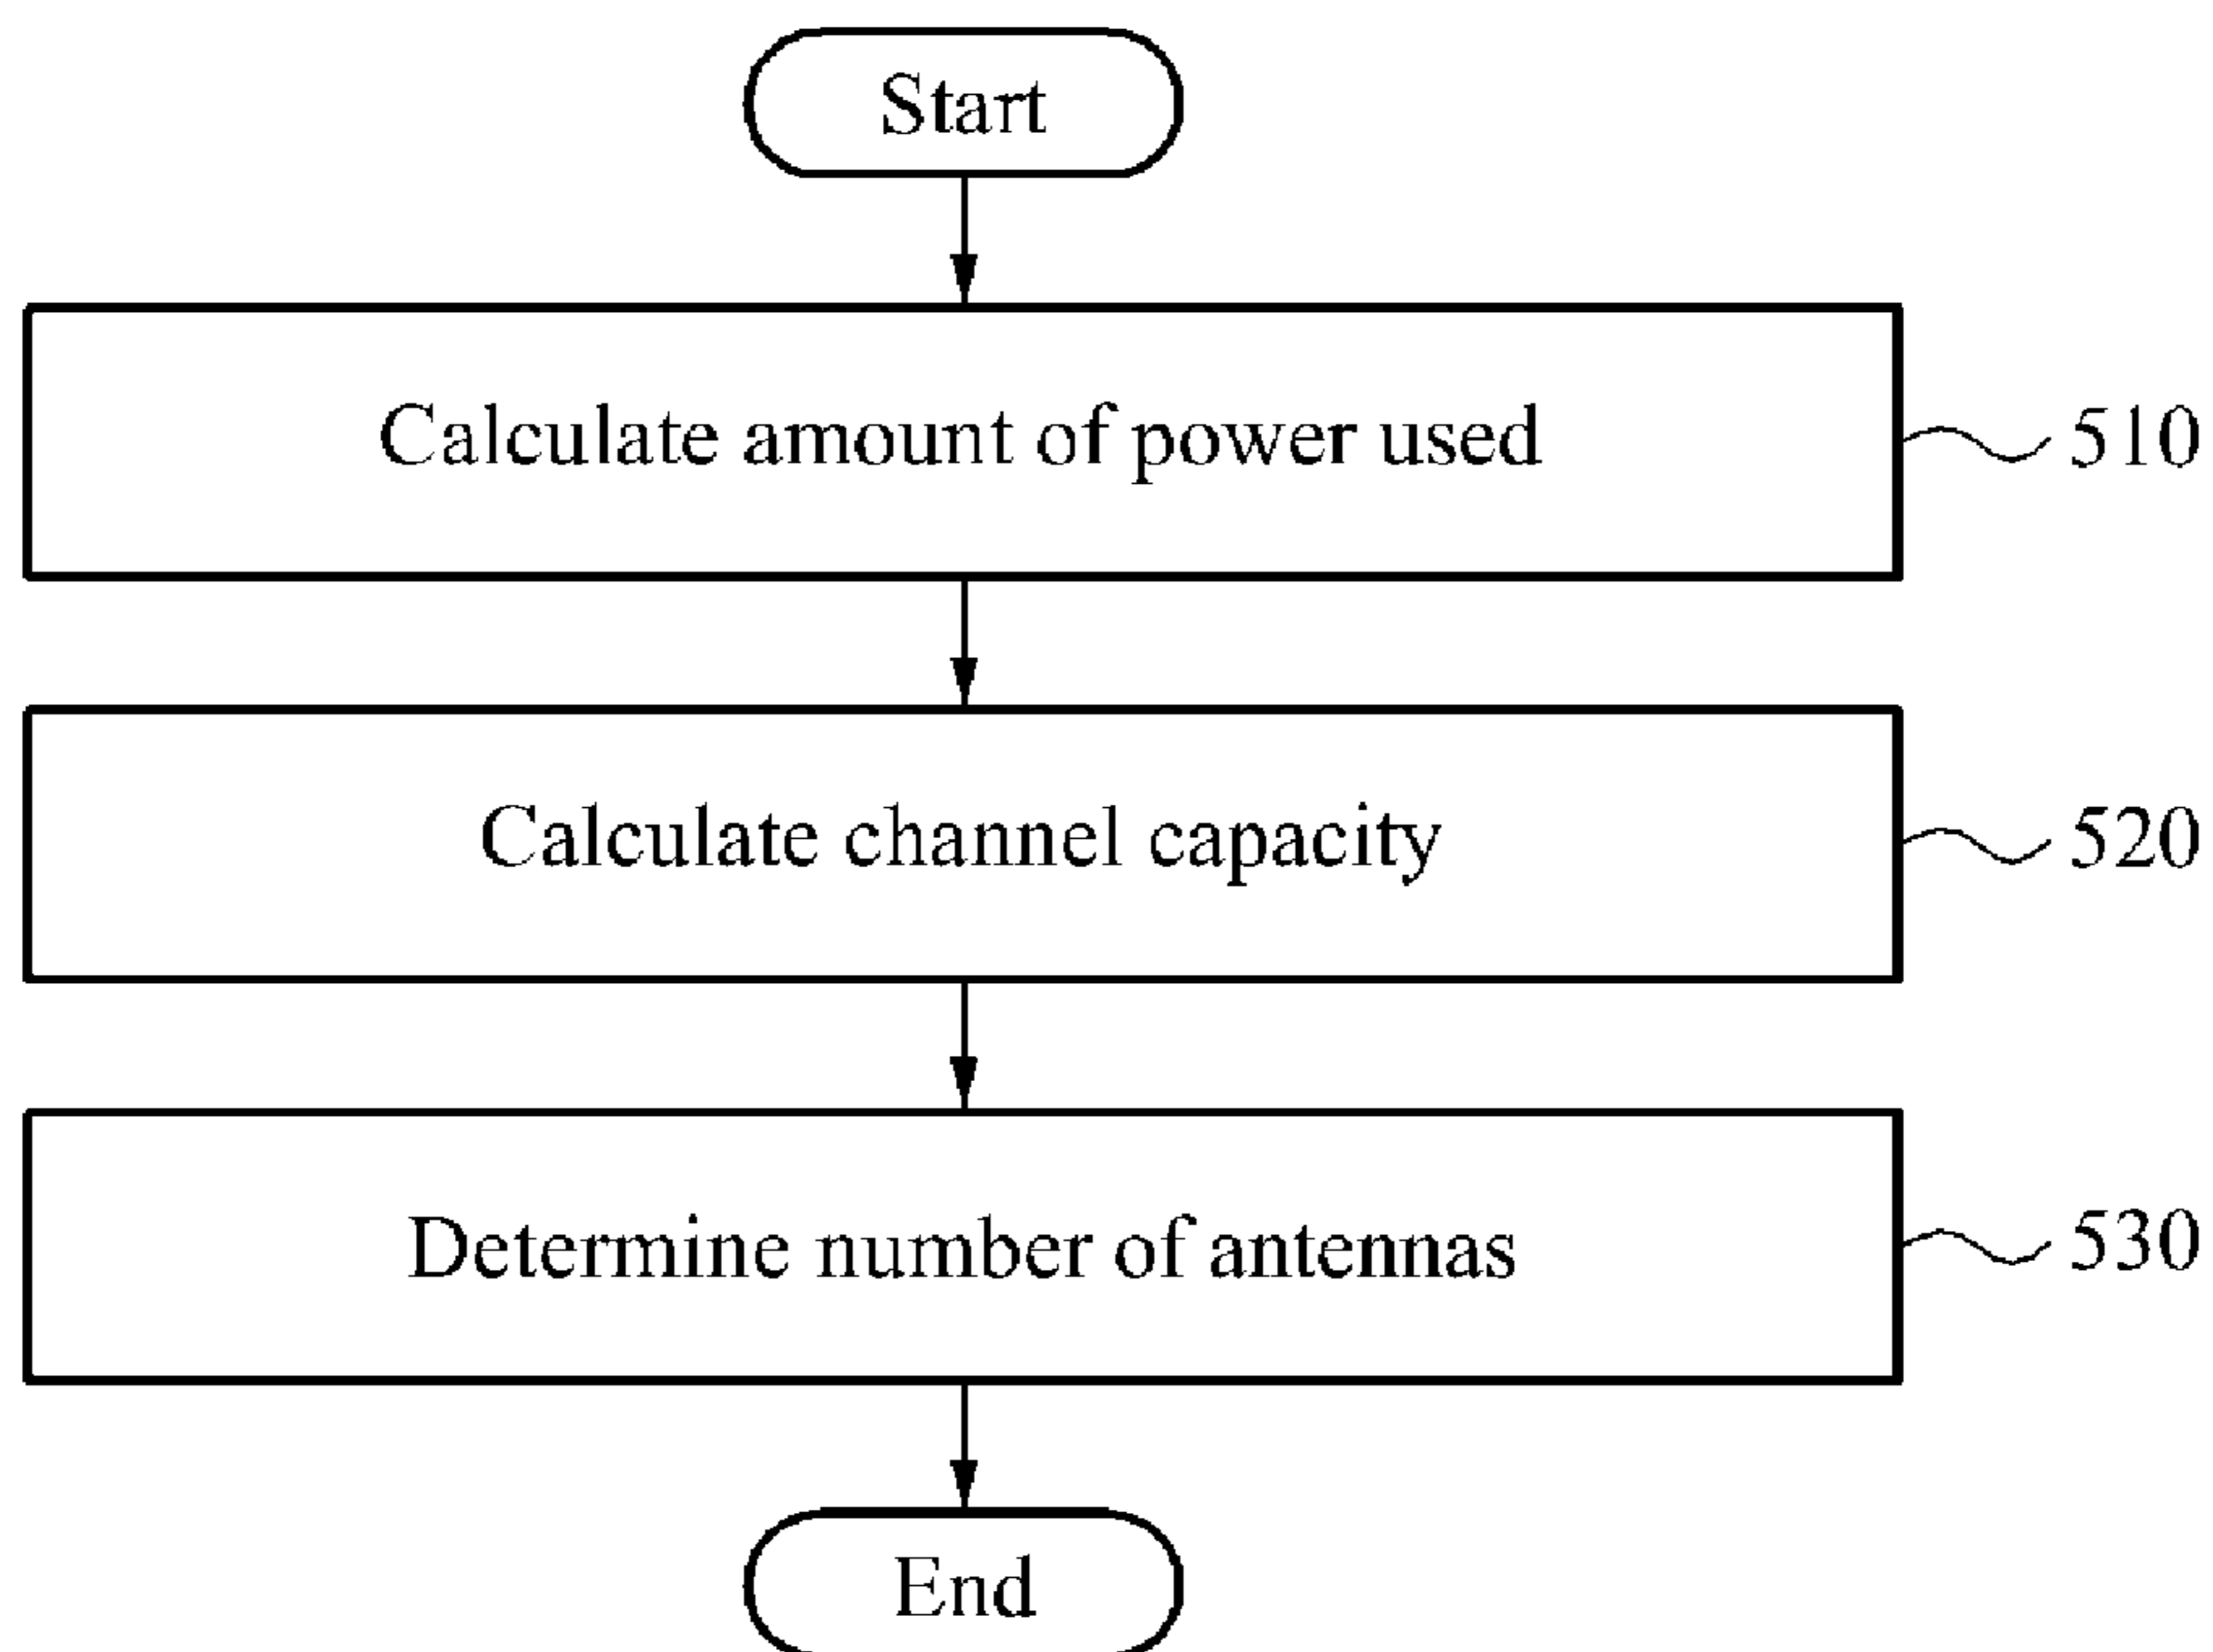 Start
Calculate amount of power used
510
Calculate channel capacity
520
Determine number of antennas
530
End